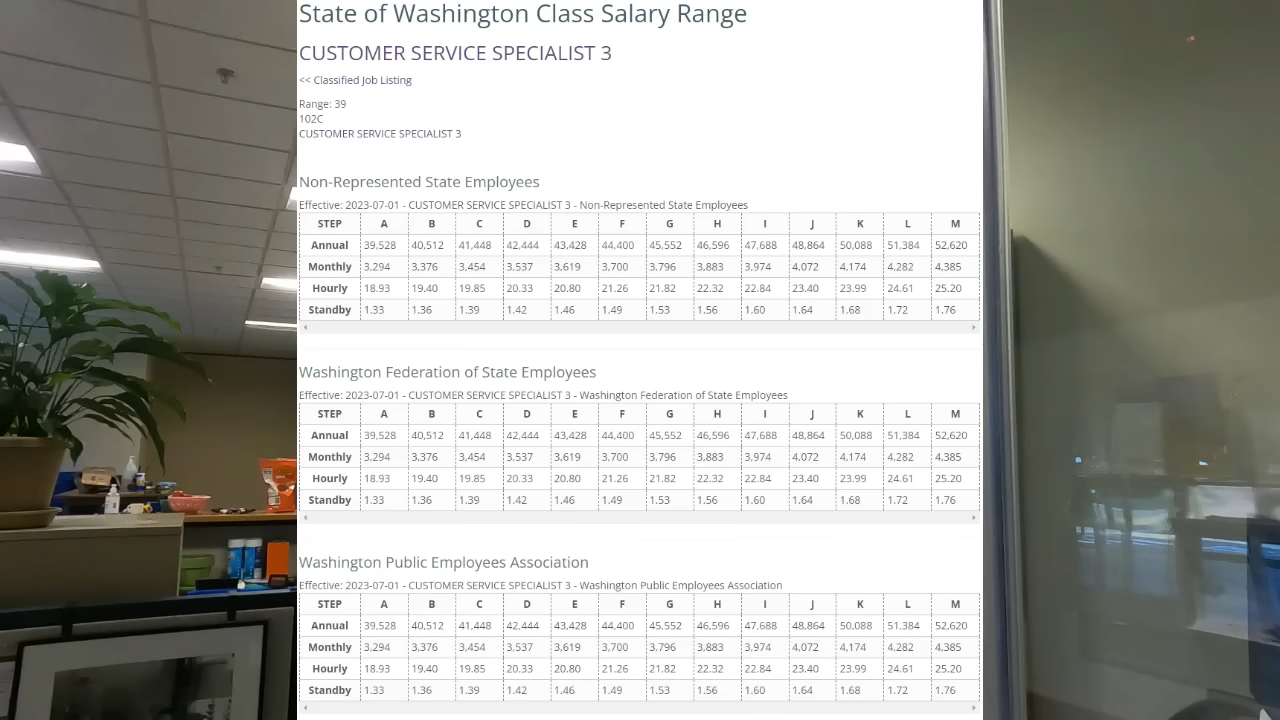 State of Washington Class Salary Range
CUSTOMER SERVICE SPECIALIST 3
<< Classified Job Listing
Range: 39
102C
CUSTOMER SERVICE SPECIALIST 3
Non-Represented State Employees
Effective: 2023-07-01 - CUSTOMER SERVICE SPECIALIST 3 - Non-Represented State Employees
STEP A B C D E F G H I J K L M
Annual 39,528 40,512 41,448 42,444 43,428 44,400 45,552 46,596 47,688 48,864 50,088 51,384 52,620
Monthly 3,294 3,376 3,454 3,537 3,619 3,700 3,796 3,883 3,974 4,072 4,174 4,282 4,385
Hourly 18.93 19.40 19.85 20.33 20.80 21.26 21.82 22.32 22.84 23.40 23.99 24.61 25.20
Standby 1.33 1.36 1.39 1.42 1.46 1.49 1.53 1.56 1.60 1.64 1.68 1.72 1.76
Washington Federation of State Employees
Effective: 2023-07-01 - CUSTOMER SERVICE SPECIALIST 3 - Washington Federation of State Employees
STEP A B C D E F G H I J K L M
Annual 39,528 40,512 41,448 42,444 43,428 44,400 45,552 46,596 47,688 48,864 50,088 51,384 52,620
Monthly 3,294 3,376 3,454 3,537 3,619 3,700 3,796 3,883 3,974 4,072 4,174 4,282 4,385
Hourly 18.93 19.40 19.85 20.33 20.80 21.26 21.82 22.32 22.84 23.40 23.99 24.61 25.20
Standby 1.33 1.36 1.39 1.42 1.46 1.49 1.53 1.56 1.60 1.64 1.68 1.72 1.76
Washington Public Employees Association
Effective: 2023-07-01 - CUSTOMER SERVICE SPECIALIST 3 - Washington Public Employees Association
STEP A B C D E F G H I J K L M
Annual 39,528 40,512 41,448 42,444 43,428 44,400 45,552 46,596 47,688 48,864 50,088 51,384 52,620
Monthly 3,294 3,376 3,454 3,537 3,619 3,700 3,796 3,883 3,974 4,072 4,174 4,282 4,385
Hourly 18.93 19.40 19.85 20.33 20.80 21.26 21.82 22.32 22.84 23.40 23.99 24.61 25.20
Standby 1.33 1.36 1.39 1.42 1.46 1.49 1.53 1.56 1.60 1.64 1.68 1.72 1.76